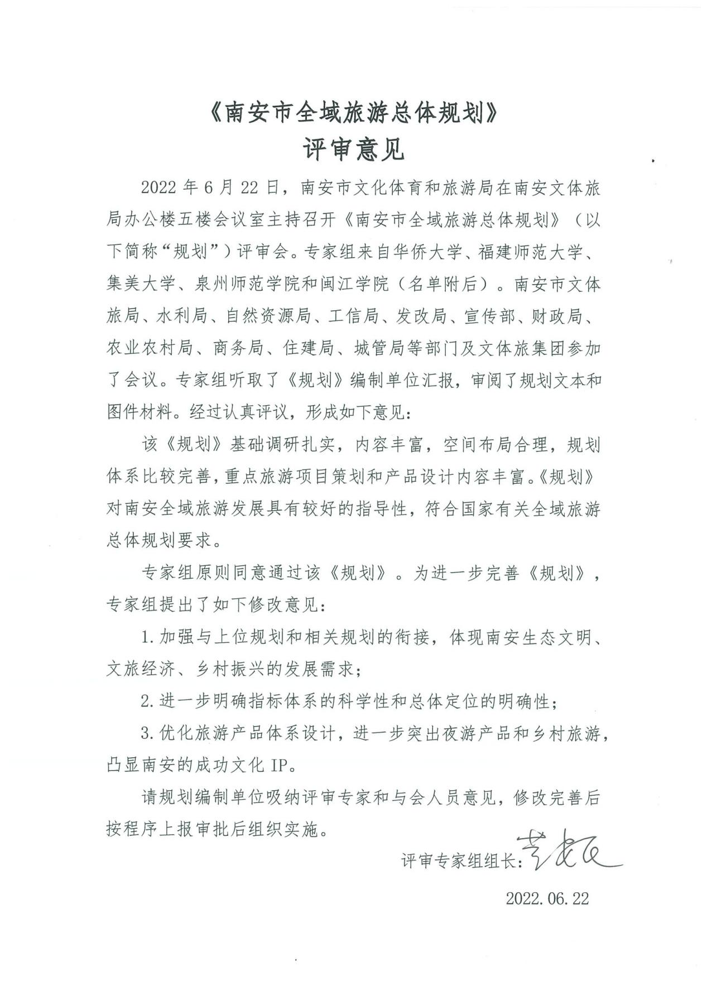 《南安市全域旅游总体规划》
评审意见
2022 年 6 月 22 日，南安市文化体育和旅游局在南安文体旅
局办公楼五楼会议室主持召开《南安市全域旅游总体规划》（以
下简称“规划”）评审会。专家组来自华侨大学、福建师范大学、
集美大学、泉州师范学院和闽江学院（名单附后）。南安市文体
旅局、水利局、自然资源局、工信局、发改局、宣传部、财政局、
农业农村局、商务局、住建局、城管局等部门及文体旅集团参加
了会议。专家组听取了《规划》编制单位汇报，审阅了规划文本和
图件材料。经过认真评议，形成如下意见：
该《规划》基础调研扎实，内容丰富，空间布局合理，规划
体系比较完善，重点旅游项目策划和产品设计内容丰富。《规划》
对南安全域旅游发展具有较好的指导性，符合国家有关全域旅游
总体规划要求。
专家组原则同意通过该《规划》。为进一步完善《规划》，
专家组提出了如下修改意见：
1.加强与上位规划和相关规划的衔接，体现南安生态文明、
文旅经济、乡村振兴的发展需求；
2.进一步明确指标体系的科学性和总体定位的明确性；
3.优化旅游产品体系设计，进一步突出夜游产品和乡村旅游，
凸显南安的成功文化 IP。
请规划编制单位吸纳评审专家和与会人员意见，修改完善后
按程序上报审批后组织实施。
评审专家组组长：
2022.06.22